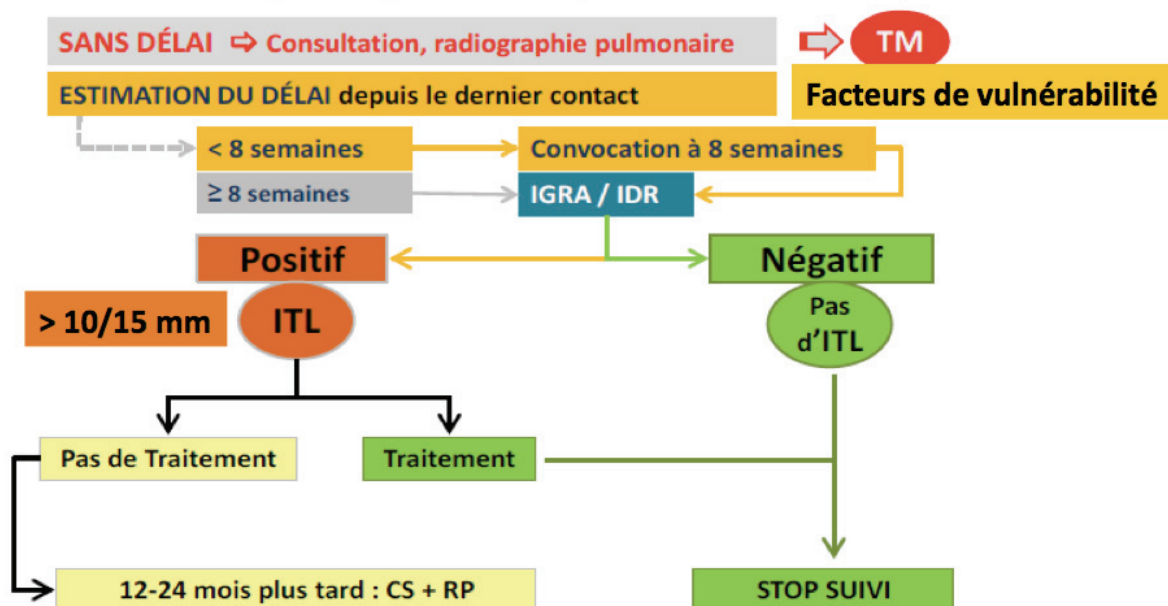 SANS DÉLAI ⇨ Consultation, radiographie pulmonaire
TM
ESTIMATION DU DÉLAI depuis le dernier contact
Facteurs de vulnérabilité
< 8 semaines
Convocation à 8 semaines
≥ 8 semaines
IGRA / IDR
Positif
Négatif
> 10/15 mm
ITL
Pas
d’ITL
Pas de Traitement
Traitement
12-24 mois plus tard : CS + RP
STOP SUIVI